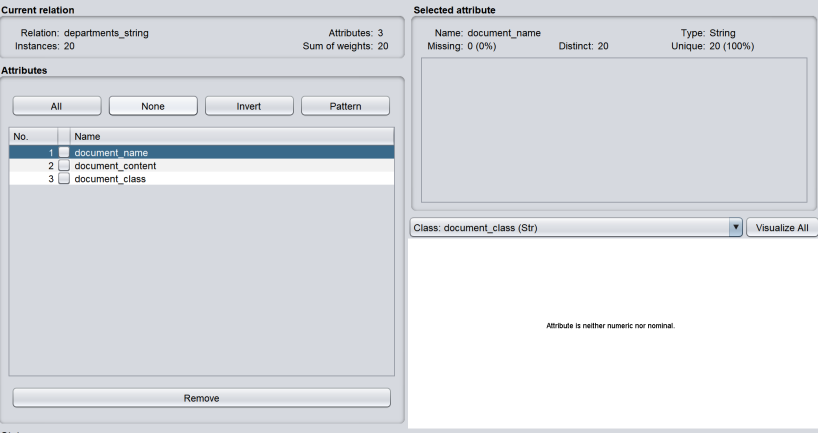 Current relation
Relation: departments_string Attributes: 3
Instances: 20 Sum of weights: 20
Attributes
All None Invert Pattern
No. Name
1 document_name
2 document_content
3 document_class
Remove
Selected attribute
Name: document_name Type: String
Missing: 0 (0%) Distinct: 20 Unique: 20 (100%)
Class: document_class (Str) Visualize All
Attribute is neither numeric nor nominal.